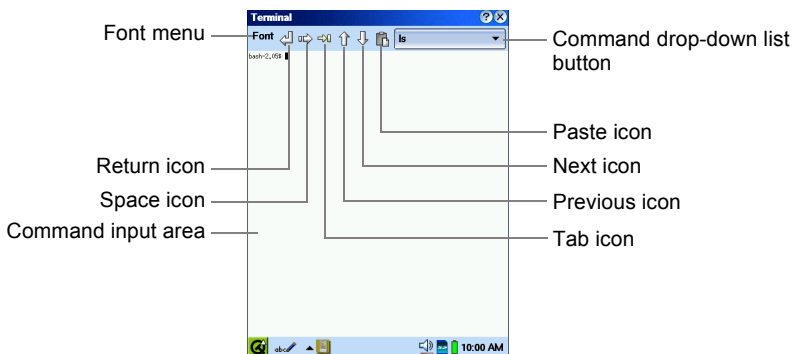 Terminal
Font
ls
bash-2.05$
Font menu
Return icon
Space icon
Command input area
Command drop-down list
button
Paste icon
Next icon
Previous icon
Tab icon
abc
10:00 AM